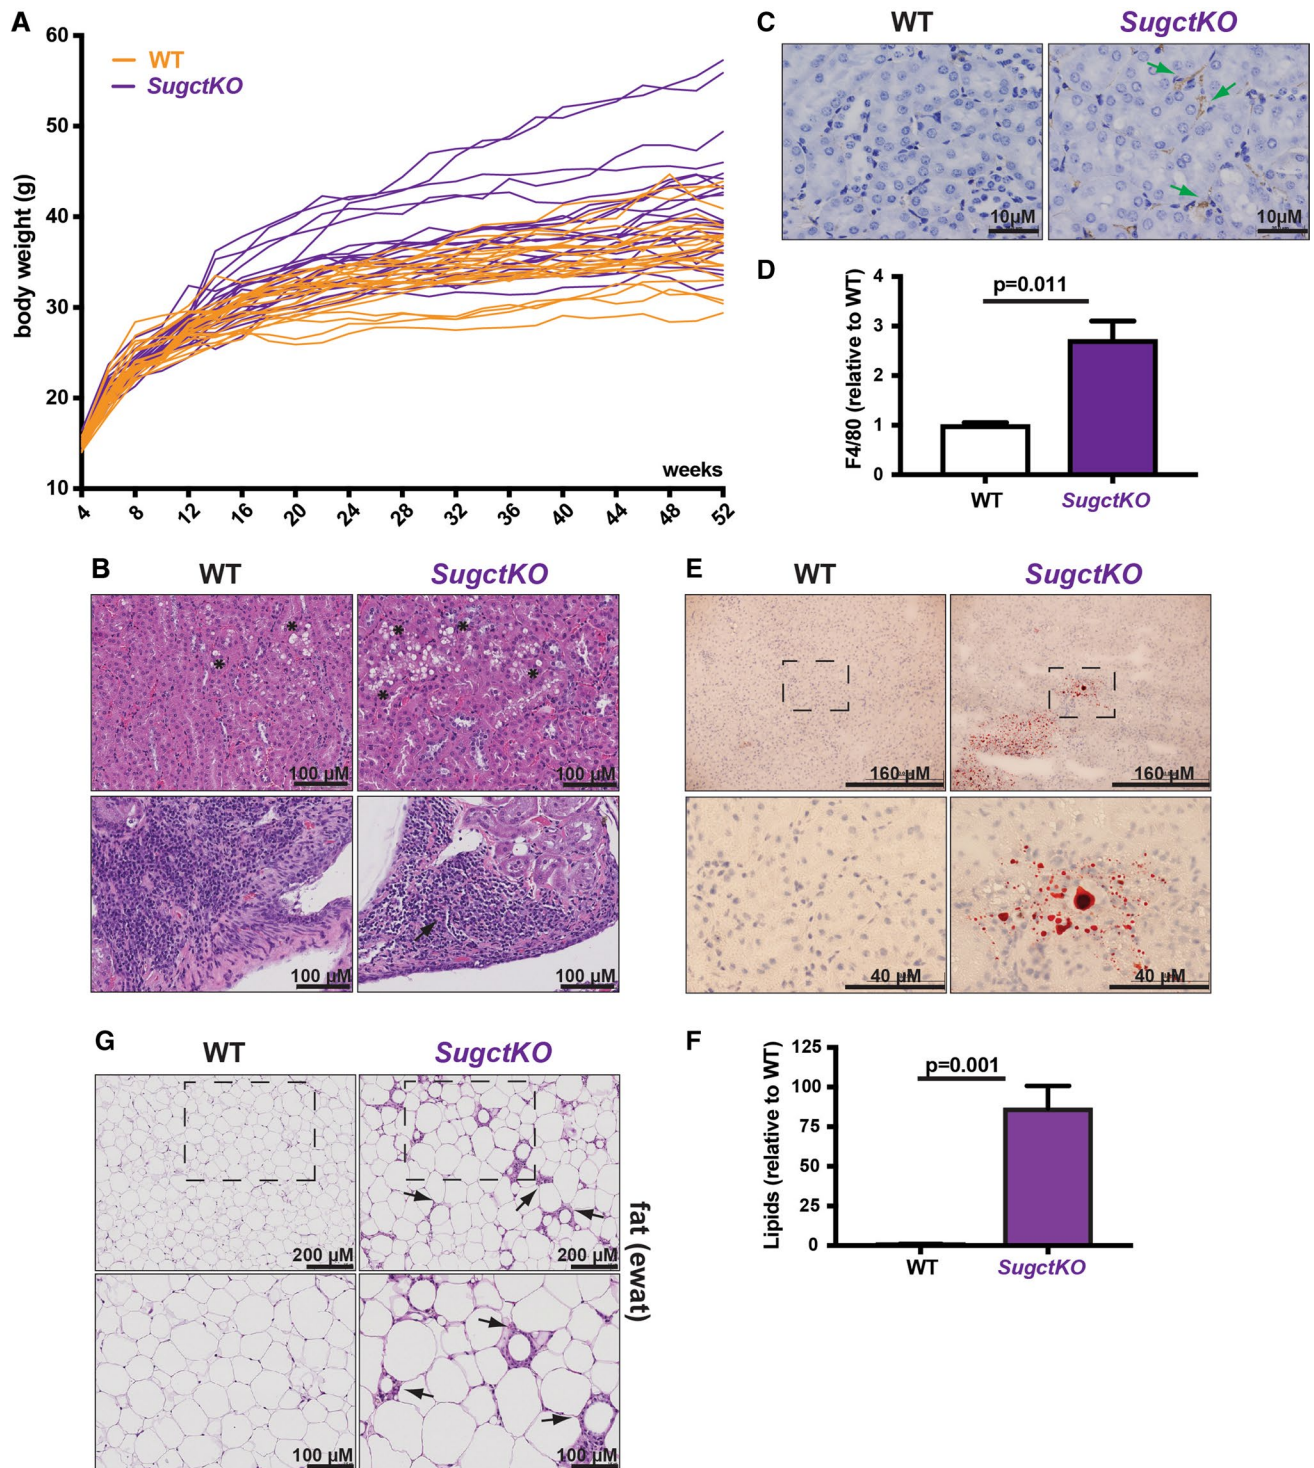 A
60
50
40
30
20
10
body weight (g)
WT
SugctKO
weeks
4 8 12 16 20 24 28 32 36 40 44 48 52
C
WT SugctKO
10µM 10µM
D
4
3
2
1
0
F4/80 (relative to WT)
p=0.011
WT SugctKO
B
WT SugctKO
* * * * * *
100 µM 100 µM
100 µM 100 µM
E
WT SugctKO
160 µM 160 µM
40 µM 40 µM
G
WT SugctKO
200 µM 200 µM
100 µM 100 µM
fat (ewat)
F
125
100
75
50
25
0
Lipids (relative to WT)
p=0.001
WT SugctKO